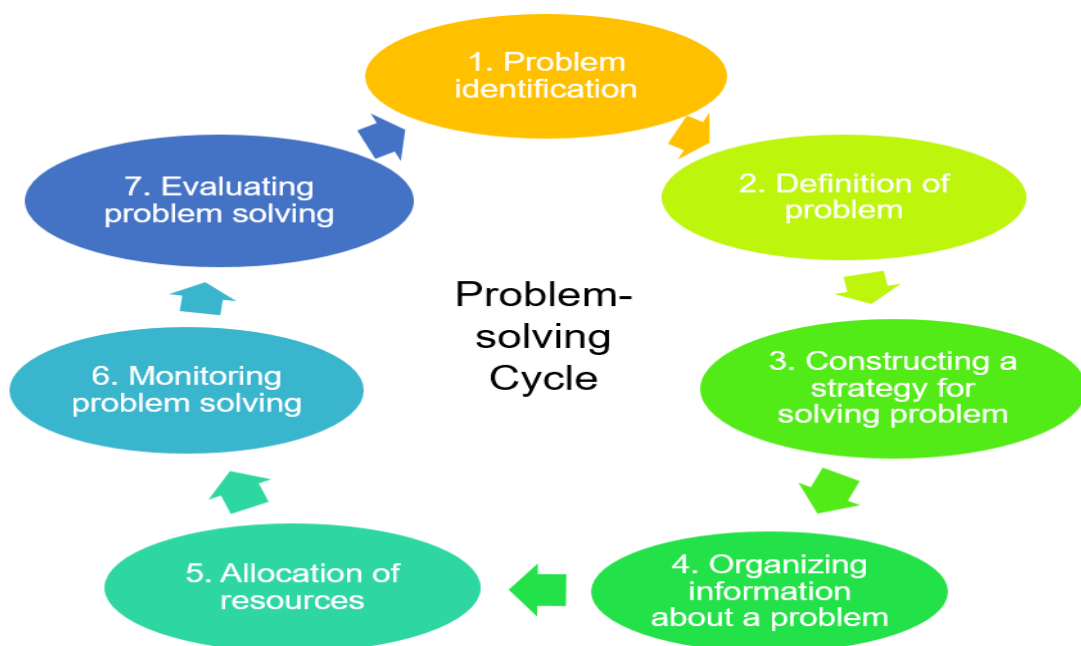 1. Problem
identification
2. Definition of
problem
3. Constructing a
strategy for
solving problem
4. Organizing
information
about a problem
5. Allocation of
resources
6. Monitoring
problem solving
7. Evaluating
problem solving
Problem-
solving
Cycle